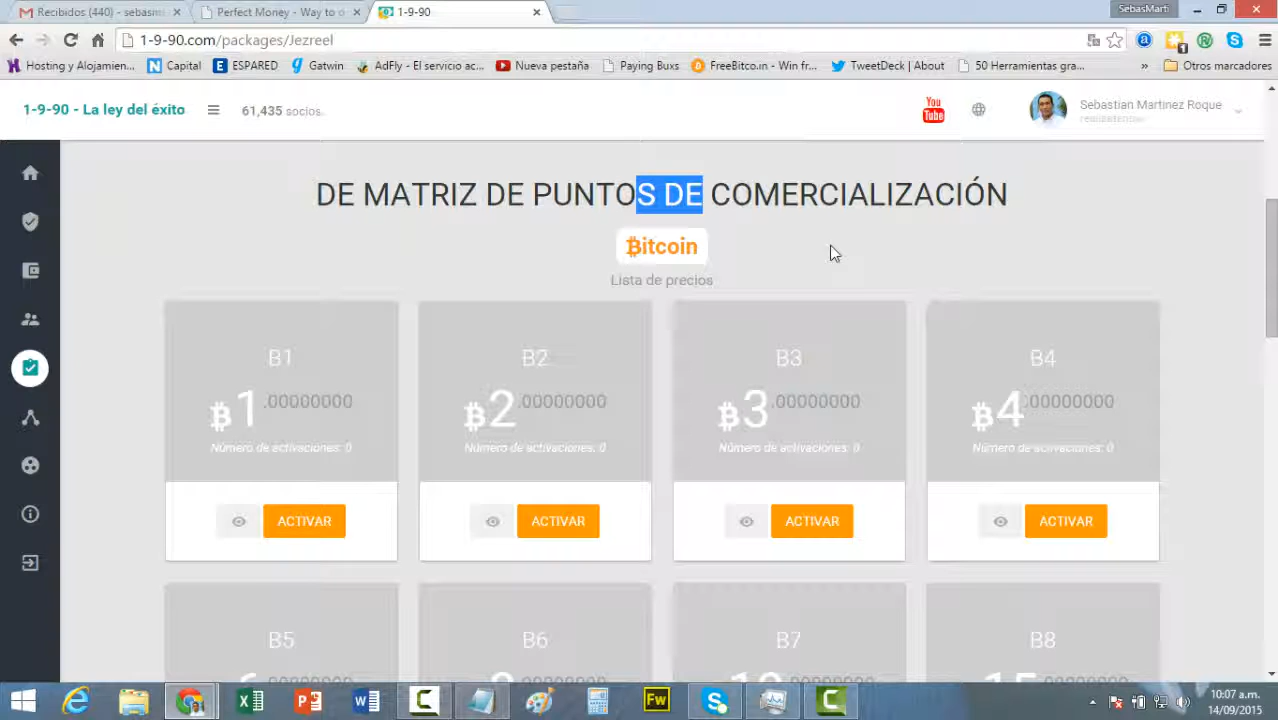 Recibidos (440) - sebasm
Perfect Money - Way to o
1-9-90
SebasMarti
1-9-90.com/packages/Jezreel
Hosting y Alojamien...
Capital
ESPARED
Gatwin
AdFly - El servicio ac...
Nueva pestaña
Paying Buxs
FreeBitco.in - Win fr...
TweetDeck | About
50 Herramientas gra...
»
Otros marcadores
1-9-90 - La ley del éxito
61,435 socios.
You Tube
Sebastian Martinez Roque
DE MATRIZ DE PUNTOS DE COMERCIALIZACIÓN
Bitcoin
Lista de precios
B1
1.00000000
Número de activaciones: 0
ACTIVAR
B2
2.00000000
Número de activaciones: 0
ACTIVAR
B3
3.00000000
Número de activaciones: 0
ACTIVAR
B4
4.00000000
Número de activaciones: 0
ACTIVAR
B5
B6
B7
B8
Fw
10:07 a.m.
14/09/2015